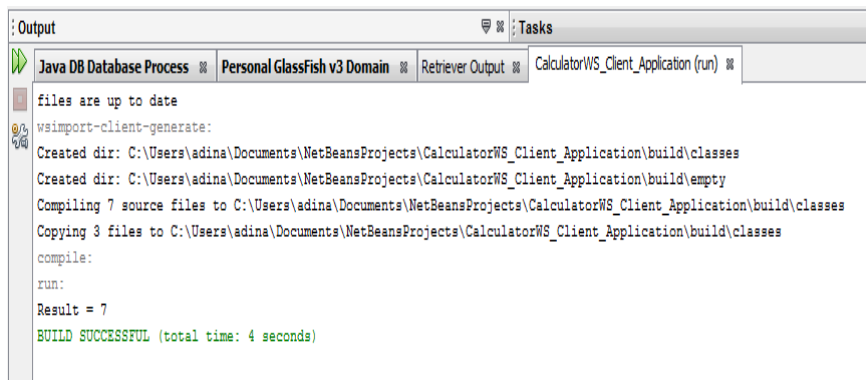 Output
Tasks
Java DB Database Process
Personal GlassFish v3 Domain
Retriever Output
CalculatorWS_Client_Application (run)
files are up to date
wsimport-client-generate:
Created dir: C:\Users\adina\Documents\NetBeansProjects\CalculatorWS_Client_Application\build\classes
Created dir: C:\Users\adina\Documents\NetBeansProjects\CalculatorWS_Client_Application\build\empty
Compiling 7 source files to C:\Users\adina\Documents\NetBeansProjects\CalculatorWS_Client_Application\build\classes
Copying 3 files to C:\Users\adina\Documents\NetBeansProjects\CalculatorWS_Client_Application\build\classes
compile:
run:
Result = 7
BUILD SUCCESSFUL (total time: 4 seconds)